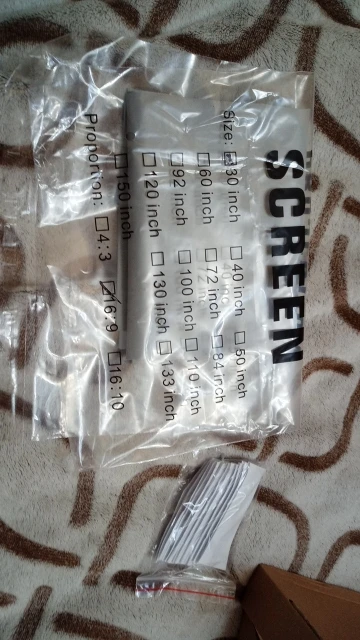 SCREEN
Size: ☑30 inch ☐40 inch ☐50 inch
☐60 inch ☐72 inch ☐84 inch
☐92 inch ☐100 inch ☐110 inch
☐120 inch ☐130 inch ☐133 inch
☐150 inch
Proportion: ☐4:3 ☑16:9 ☐16:10